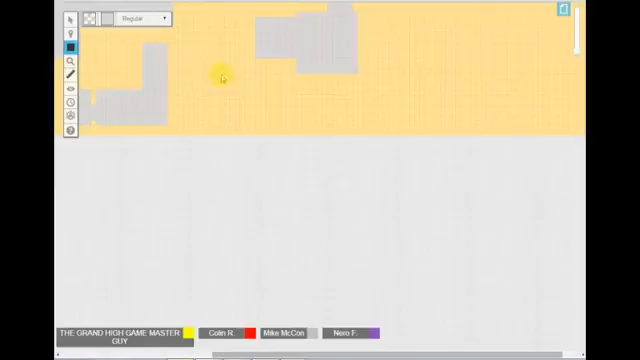 Regular
THE GRAND HIGH GAME MASTER
GUY
Colin R.
Mike McCon
Nero F.